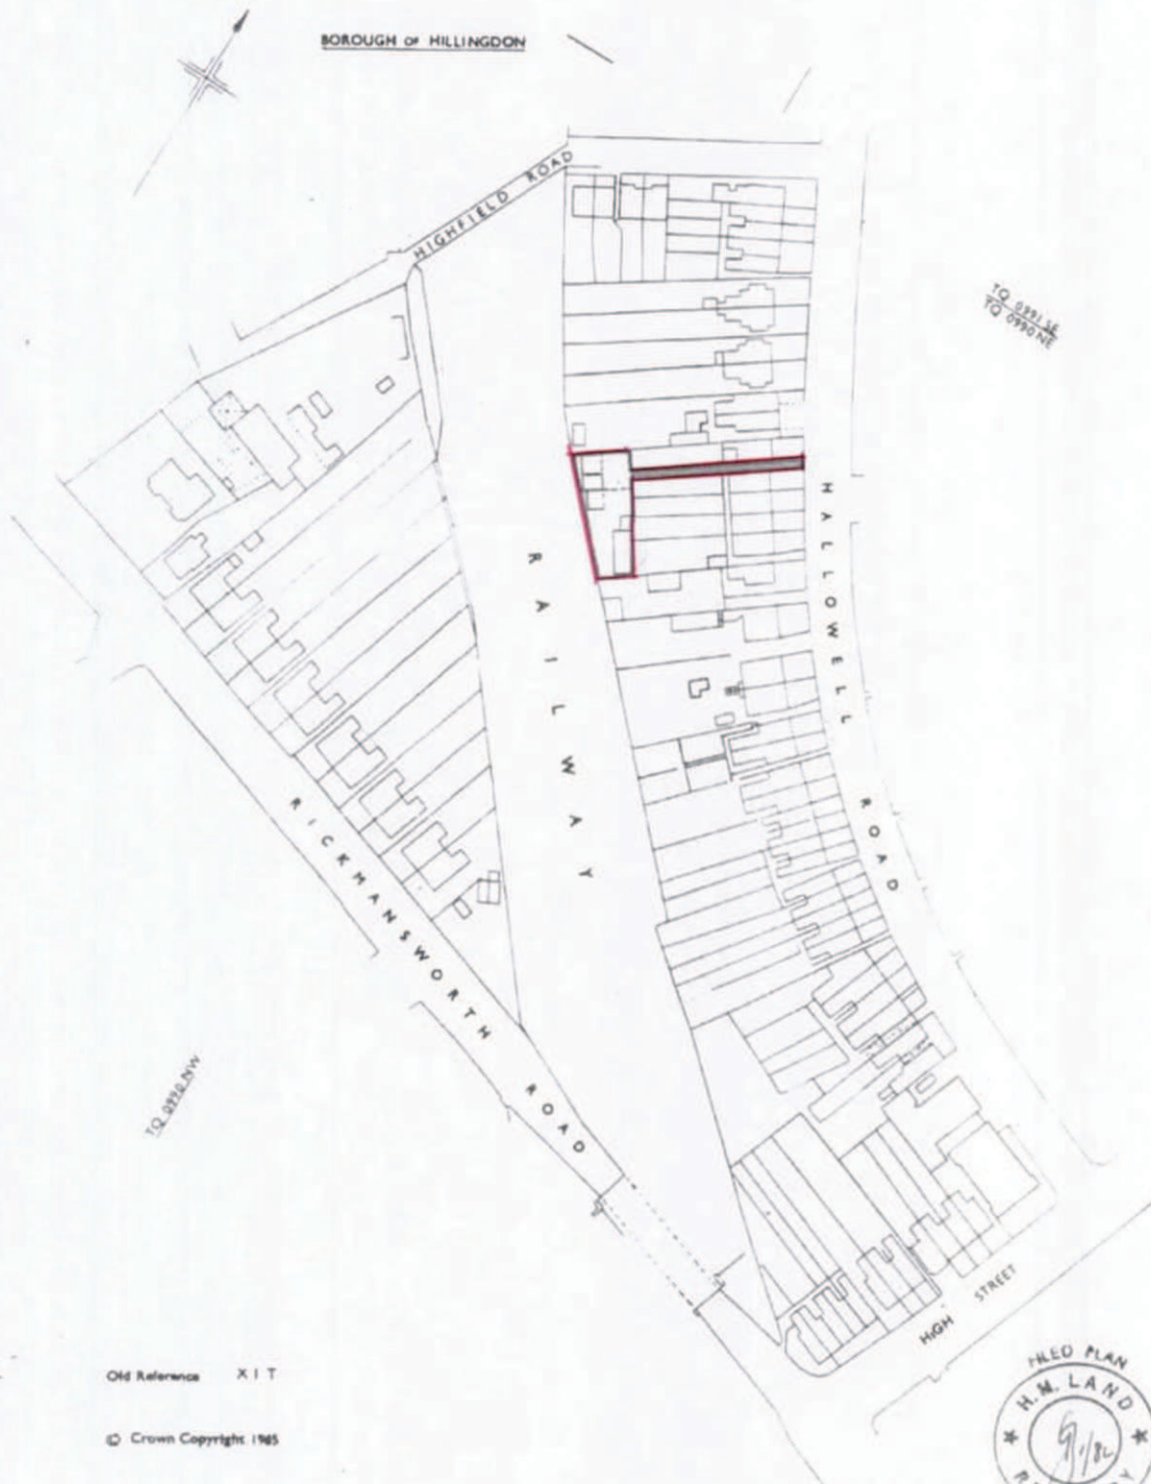 BOROUGH OF HILLINGDON
HIGHFIELD ROAD
TQ 0991 SE
TQ 0990 NE
HALLOWELL ROAD
RAILWAY
RICKMANSWORTH ROAD
TQ 0990 NW
HIGH STREET
Old Reference X I T
© Crown Copyright 1985
FILED PLAN
H.M. LAND